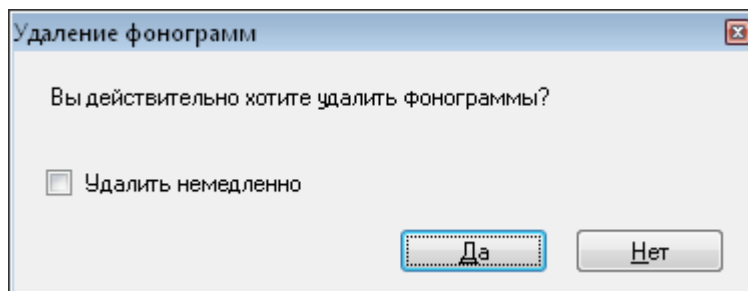 Удаление фонограмм
Вы действительно хотите удалить фонограммы?
Удалить немедленно
Да
Нет